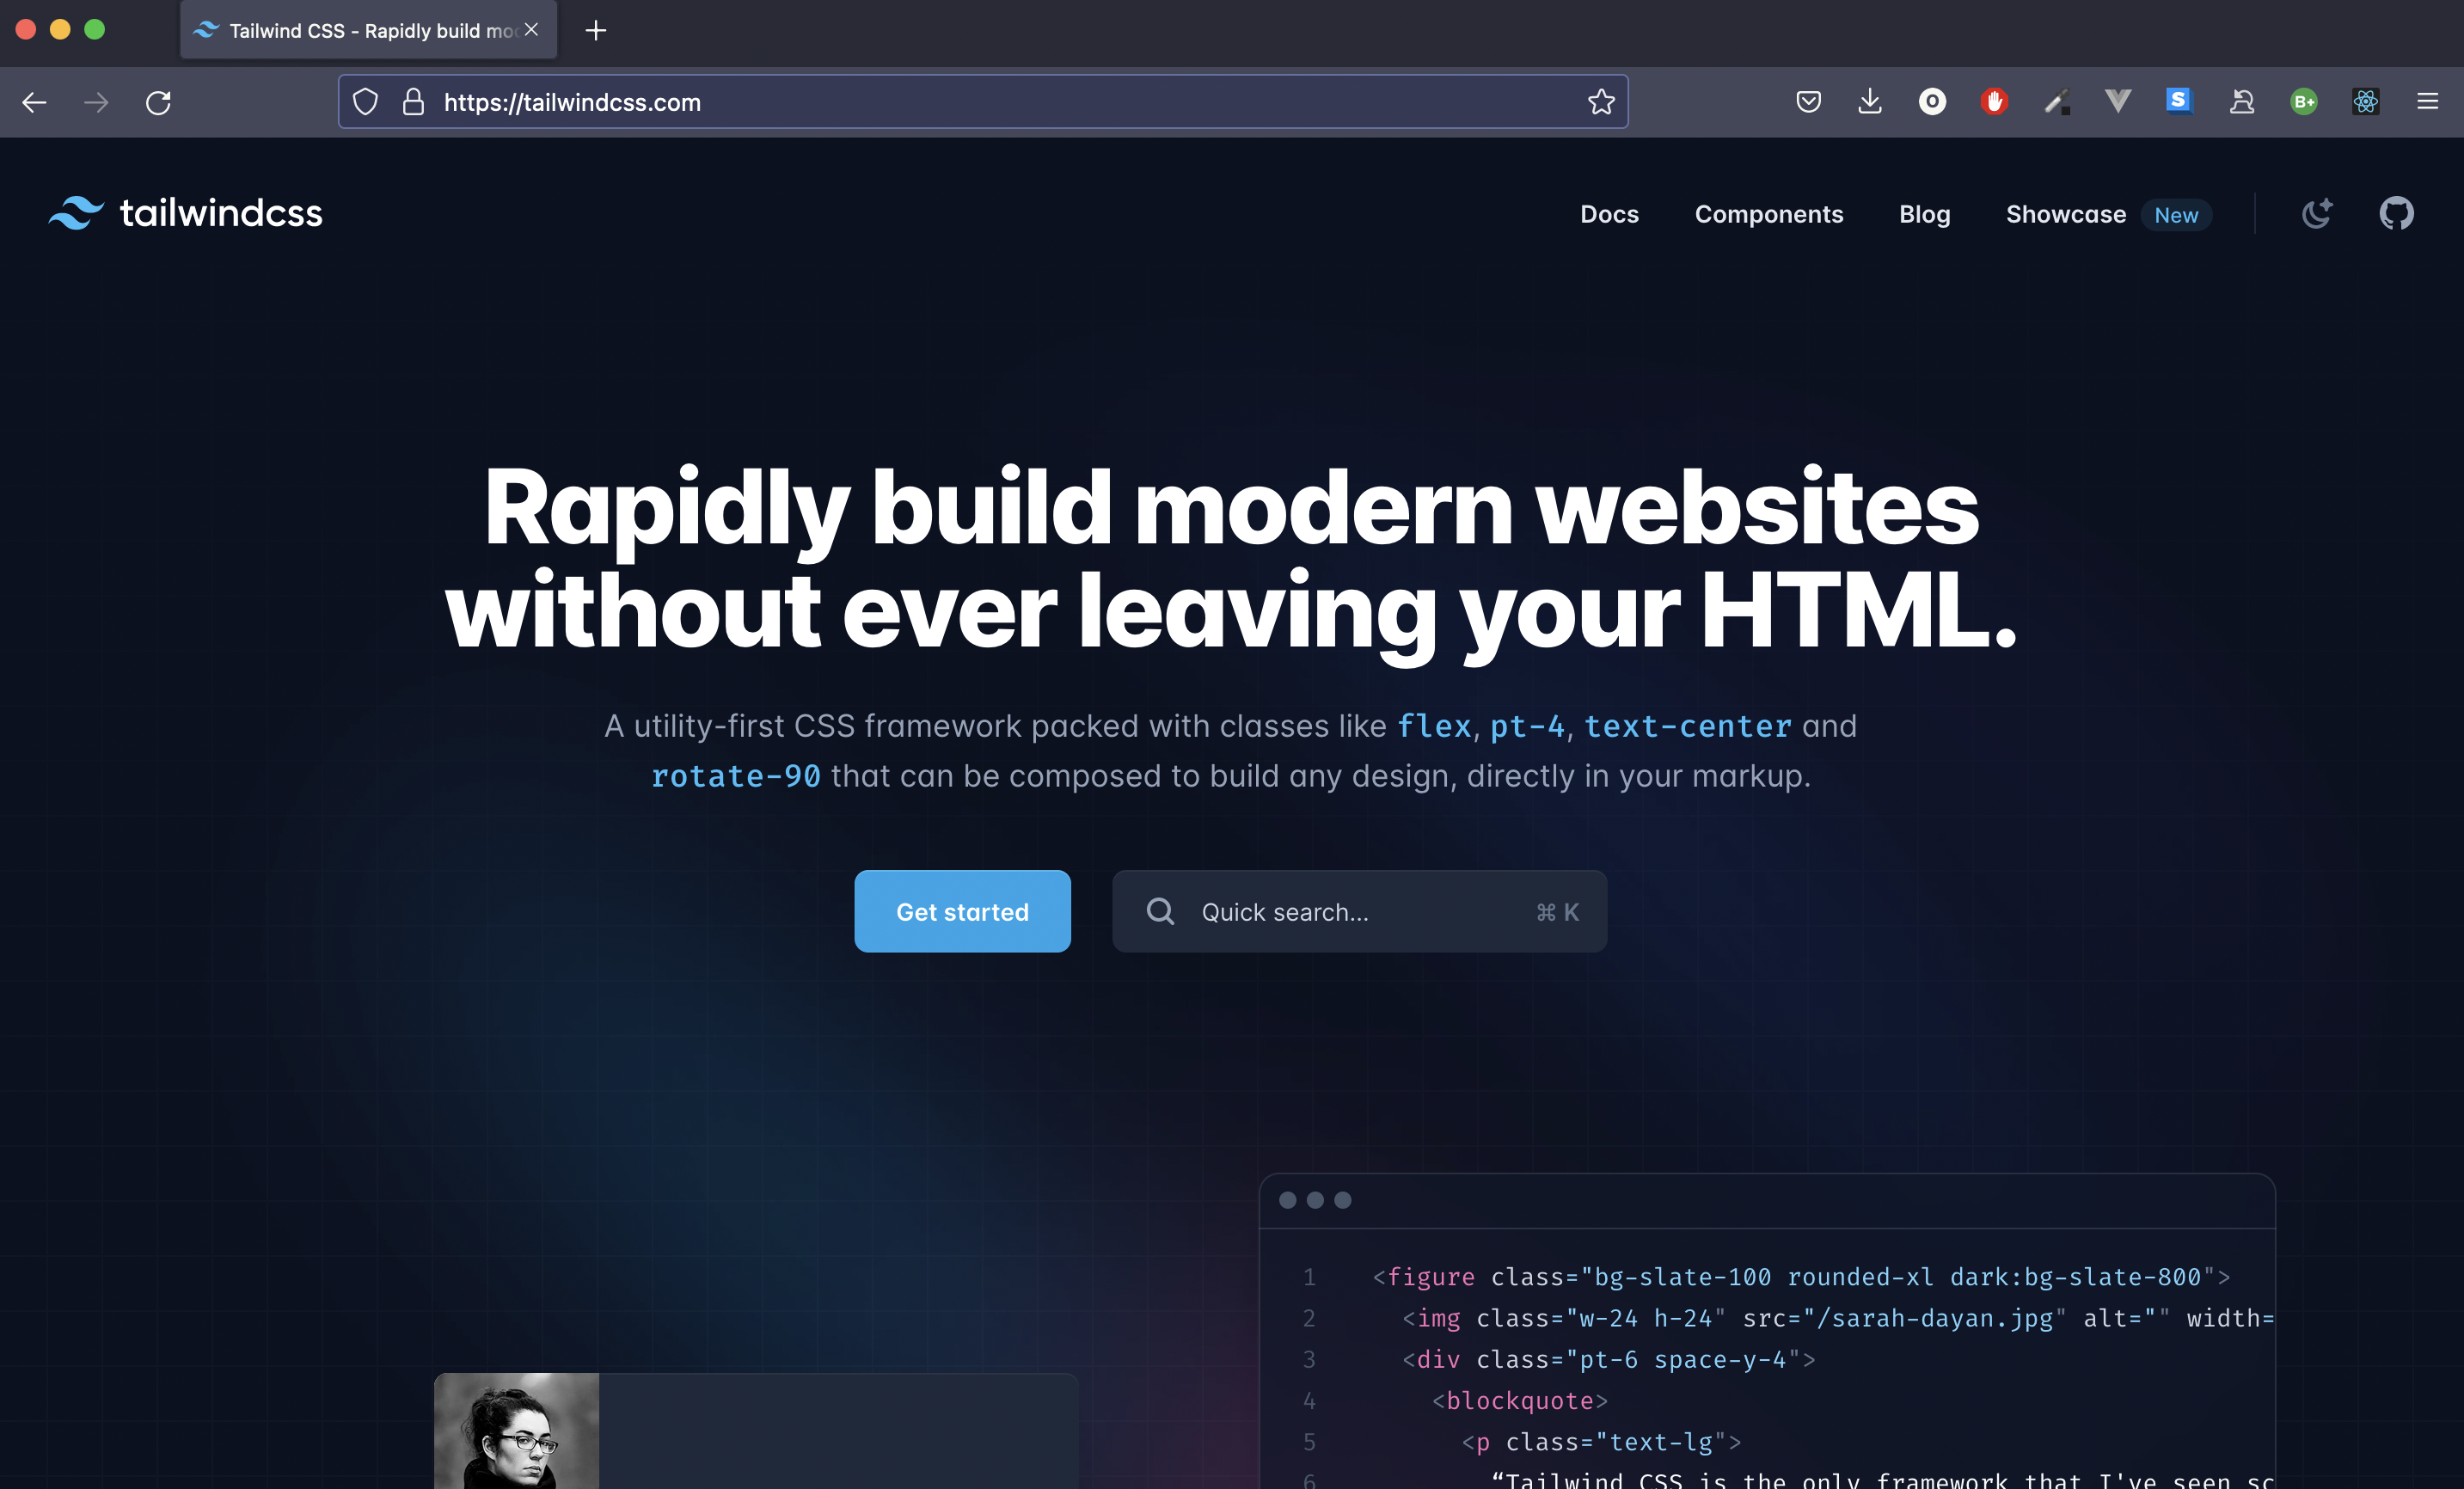 Tailwind CSS - Rapidly build mo
https://tailwindcss.com
tailwindcss
Docs Components Blog Showcase New
Rapidly build modern websites
without ever leaving your HTML.
A utility-first CSS framework packed with classes like flex, pt-4, text-center and
rotate-90 that can be composed to build any design, directly in your markup.
Get started Quick search... ⌘ K
1 <figure class="bg-slate-100 rounded-xl dark:bg-slate-800">
2 <img class="w-24 h-24" src="/sarah-dayan.jpg" alt="" width=
3 <div class="pt-6 space-y-4">
4 <blockquote>
5 <p class="text-lg">
6 “Tailwind CSS is the only framework that I've seen sc